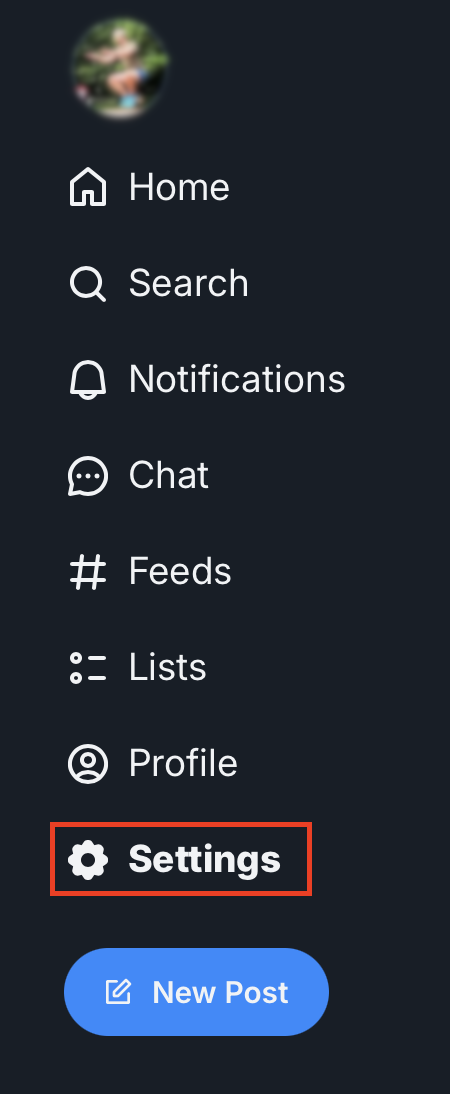 Home
Search
Notifications
Chat
Feeds
Lists
Profile
Settings
New Post